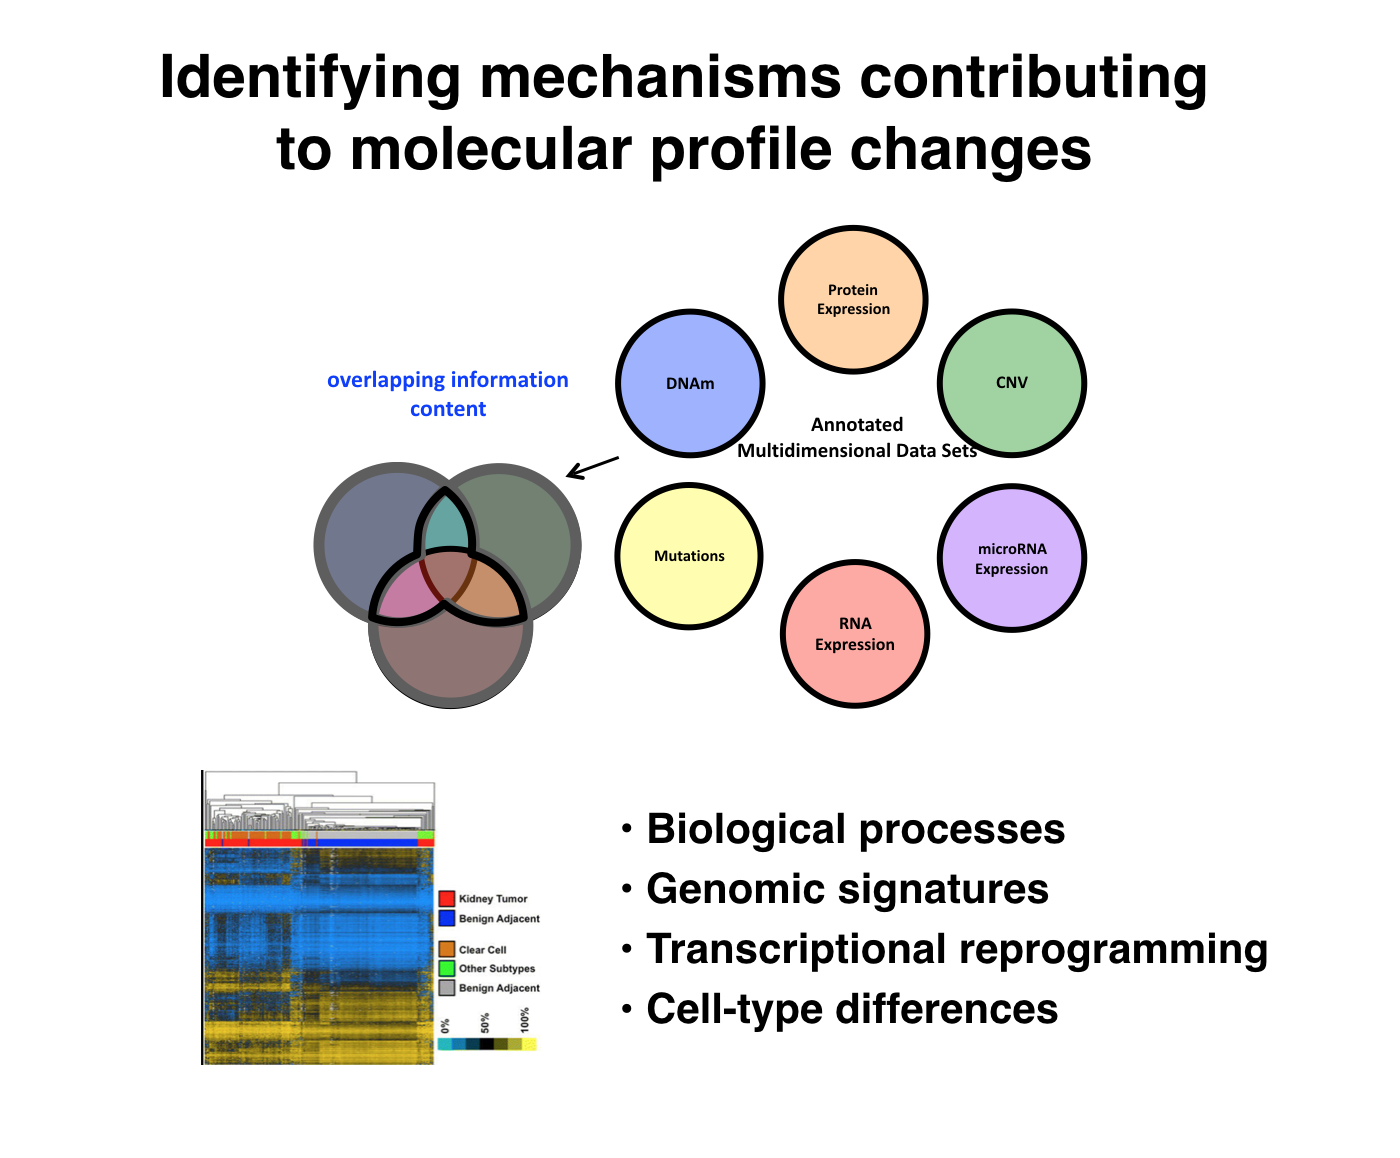 Identifying mechanisms contributing
to molecular profile changes
Protein
Expression
DNAm
CNV
overlapping information
content
Annotated
Multidimensional Data Sets
Mutations
microRNA
Expression
RNA
Expression
Kidney Tumor
Benign Adjacent
Clear Cell
Other Subtypes
Benign Adjacent
0%
50%
100%
• Biological processes
• Genomic signatures
• Transcriptional reprogramming
• Cell-type differences